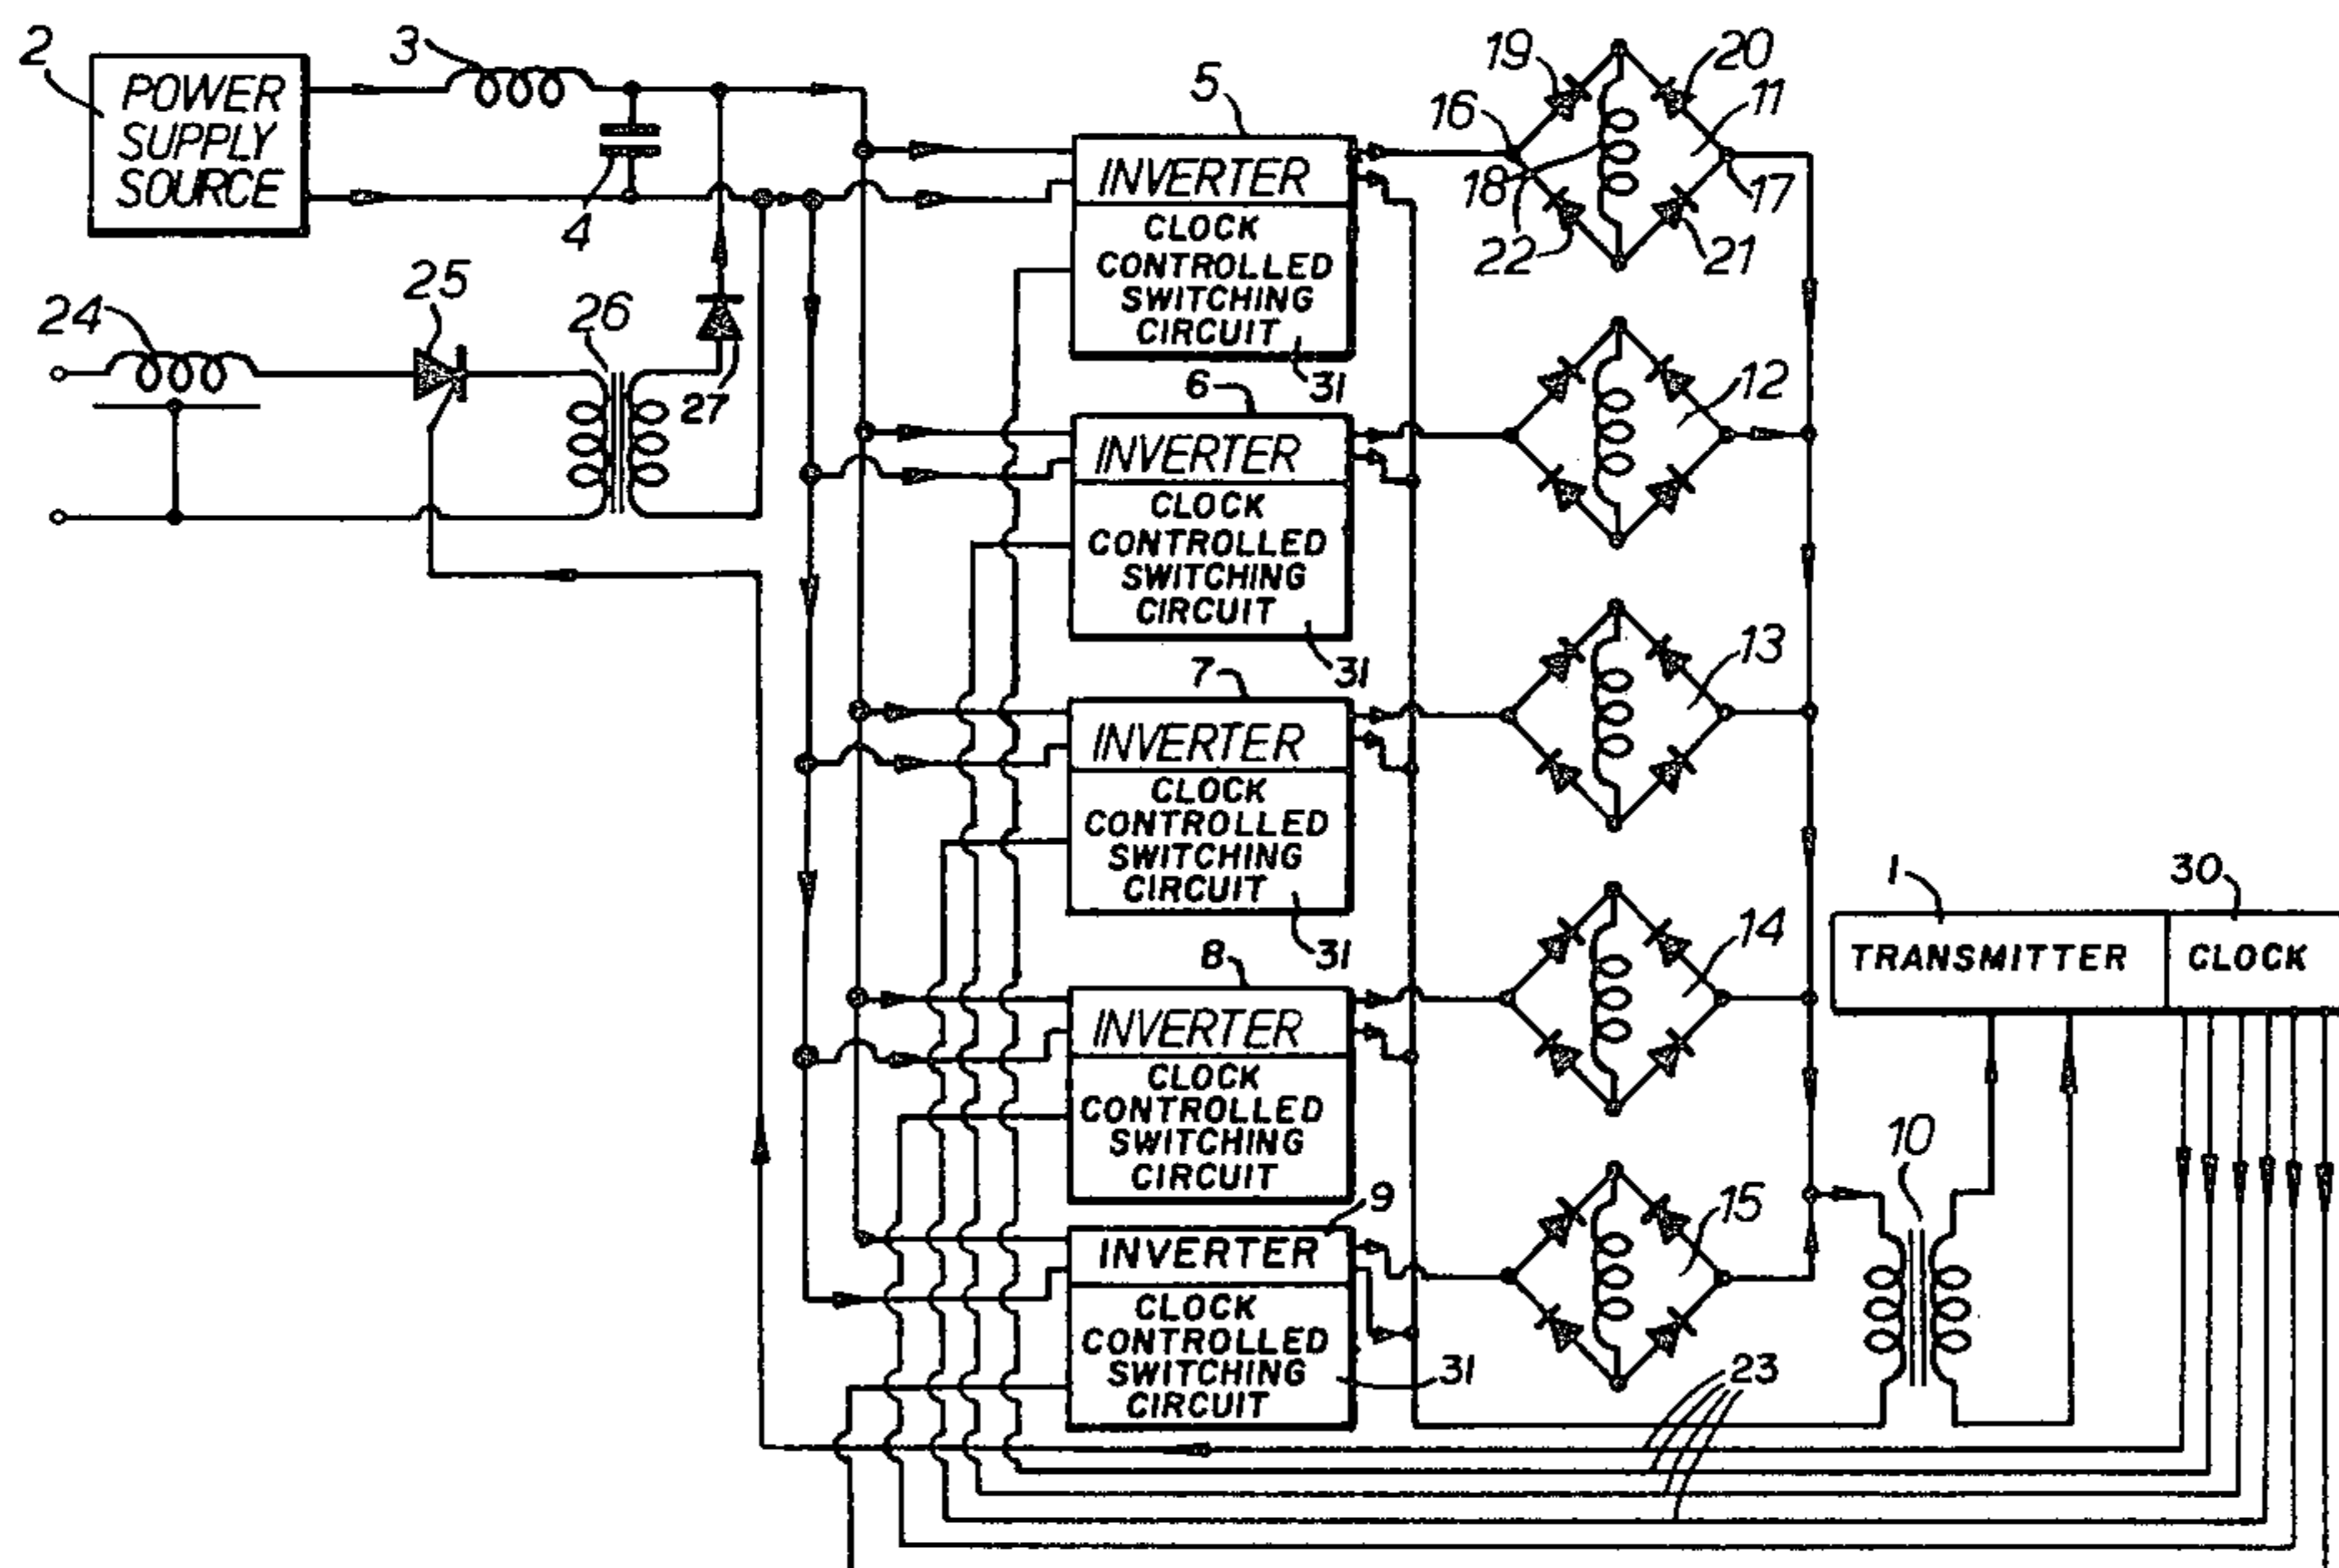 2
POWER
SUPPLY
SOURCE
3
4
24
25
26
27
5
INVERTER
CLOCK
CONTROLLED
SWITCHING
CIRCUIT
31
6
INVERTER
CLOCK
CONTROLLED
SWITCHING
CIRCUIT
31
7
INVERTER
CLOCK
CONTROLLED
SWITCHING
CIRCUIT
31
8
INVERTER
CLOCK
CONTROLLED
SWITCHING
CIRCUIT
9
INVERTER
CLOCK
CONTROLLED
SWITCHING
CIRCUIT
31
19
20
16
11
18
17
22
21
12
13
14
15
1
30
TRANSMITTER
CLOCK
10
23